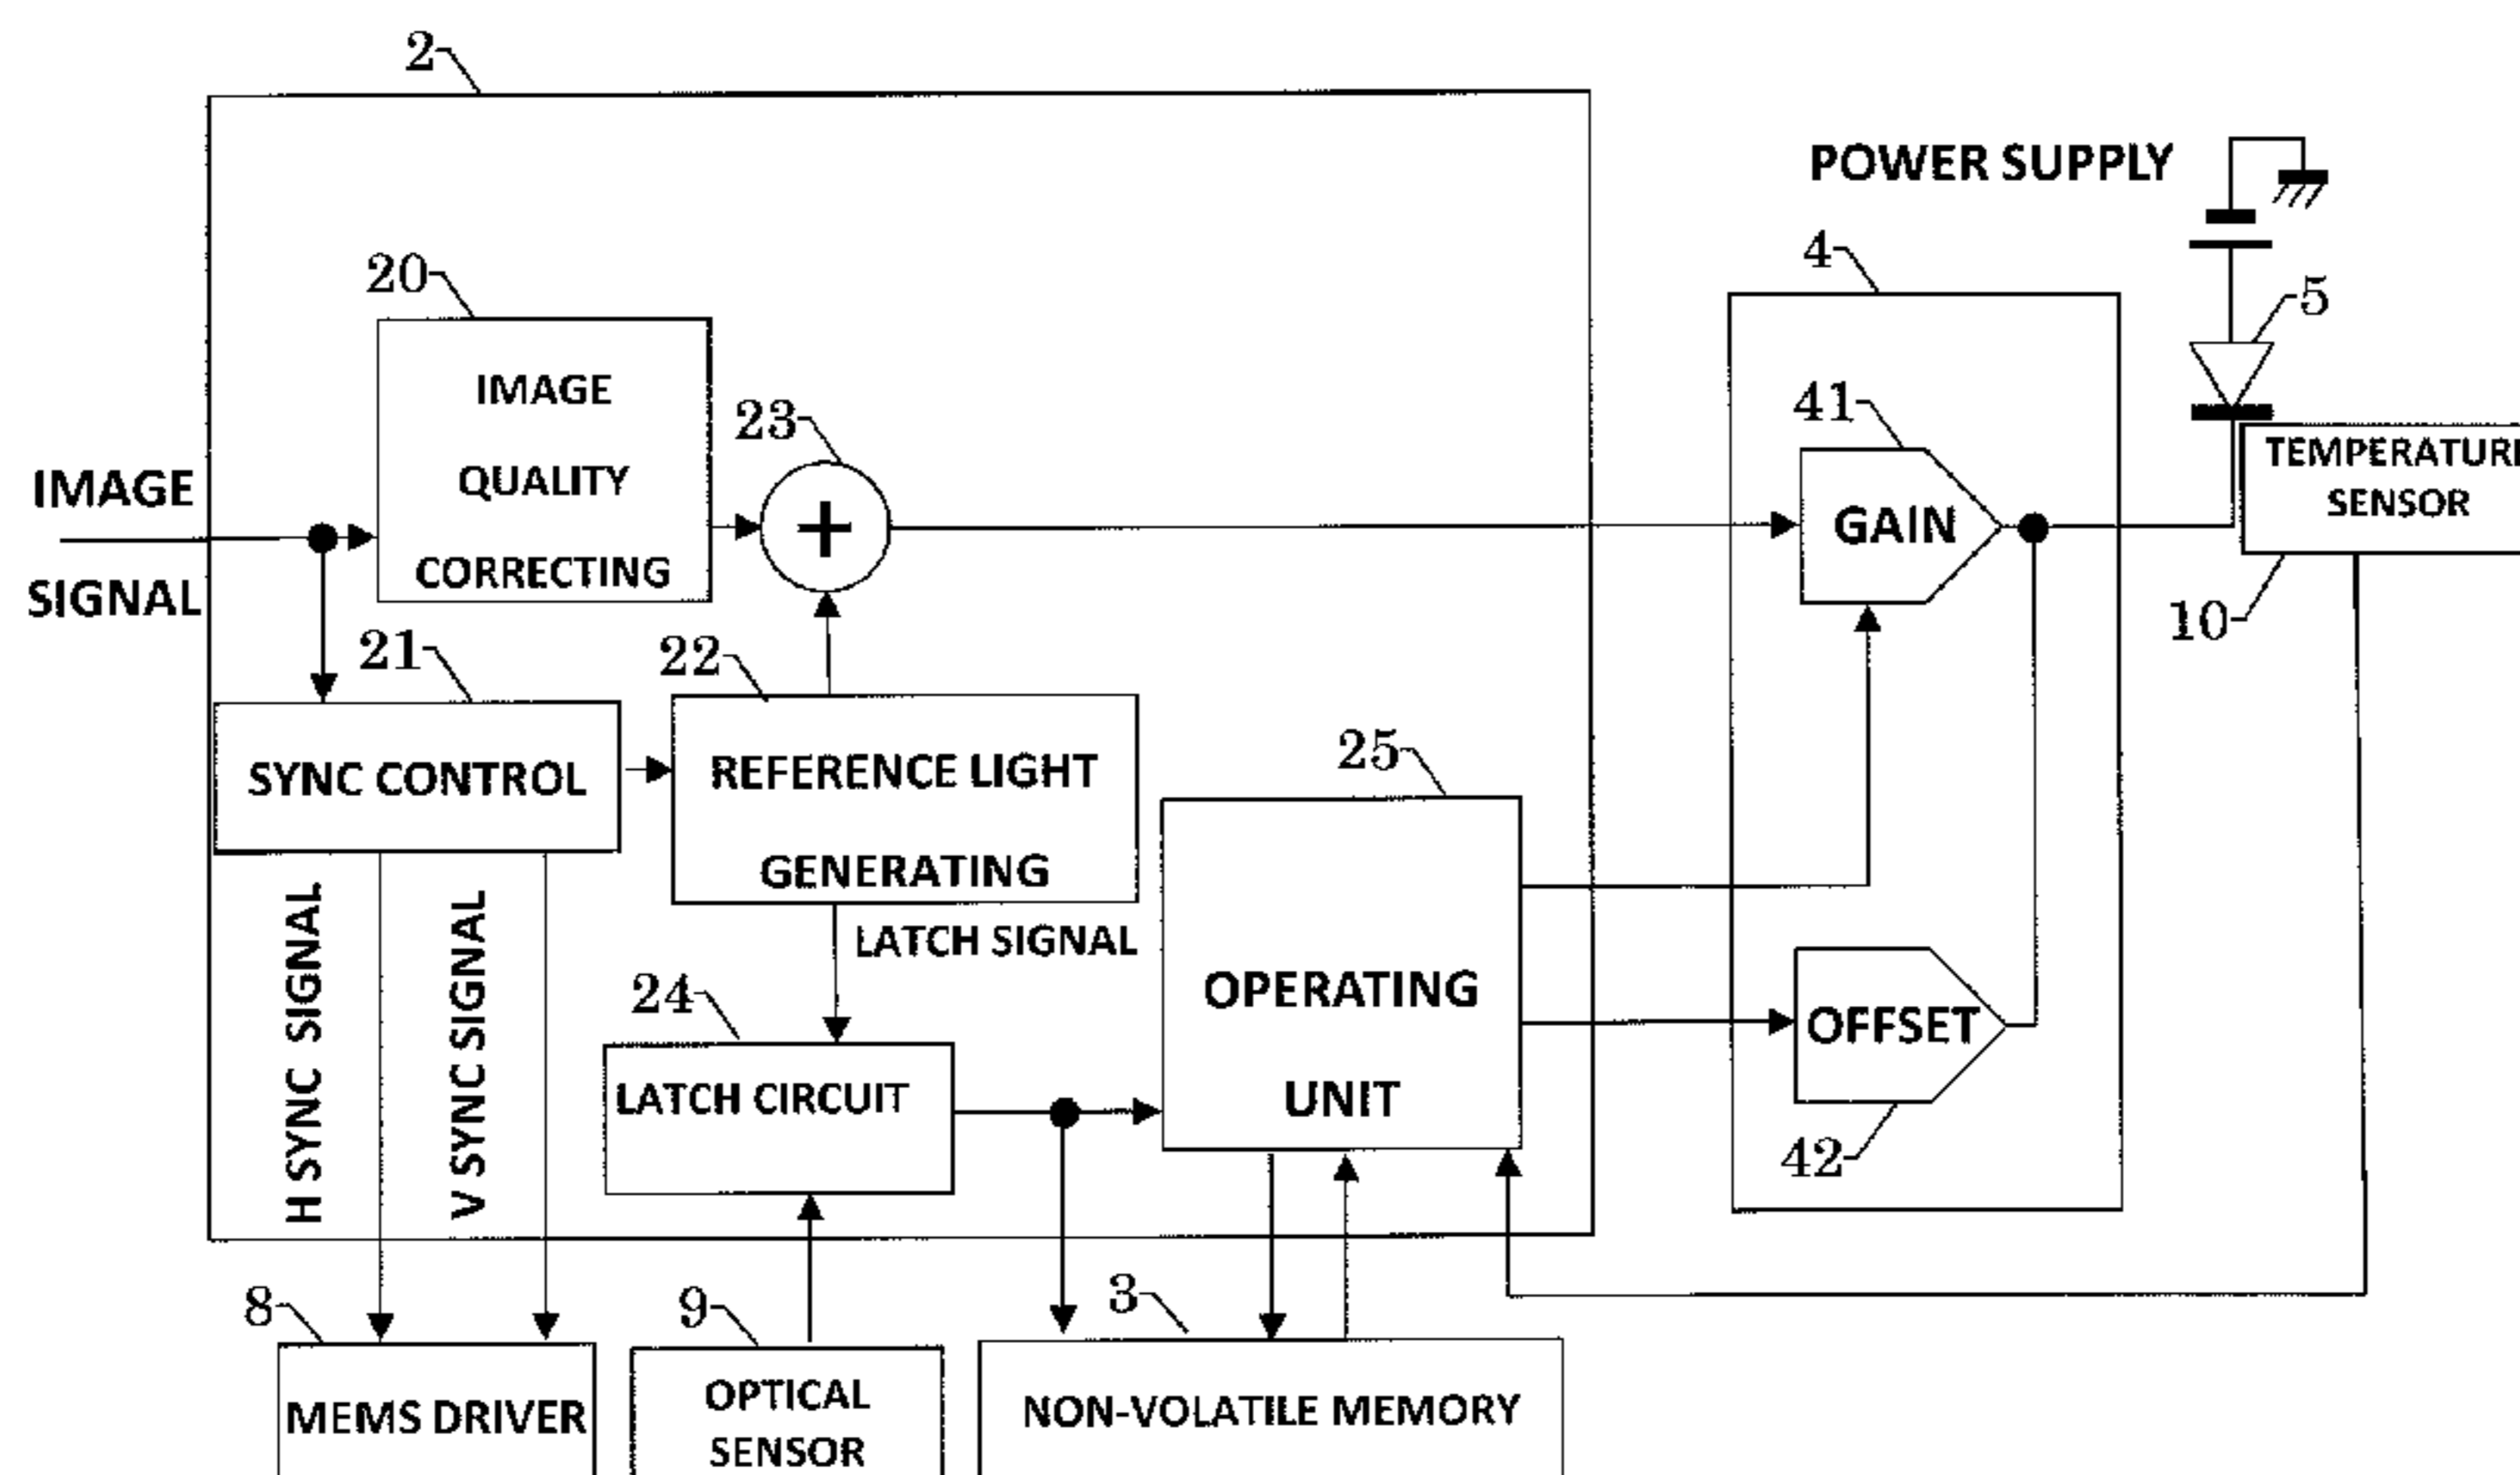 2
POWER SUPPLY
4
5
20
IMAGE
QUALITY
CORRECTING
23
+
41
GAIN
TEMPERATURE
SENSOR
10
IMAGE
SIGNAL
21
SYNC CONTROL
22
REFERENCE LIGHT
GENERATING
25
LATCH SIGNAL
H SYNC SIGNAL
V SYNC SIGNAL
24
LATCH CIRCUIT
OPERATING
UNIT
OFFSET
42
8
MEMS DRIVER
9
OPTICAL
SENSOR
3
NON-VOLATILE MEMORY